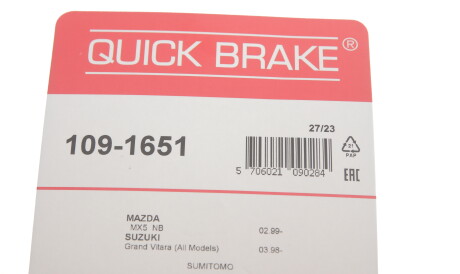 QUICK BRAKE®
27/23
109-1651
21
PAP
5 706021 090284
EAC
MAZDA
MX5 NB 02.99-
SUZUKI
Grand Vitara (All Models) 03.98-
SUMITOMO